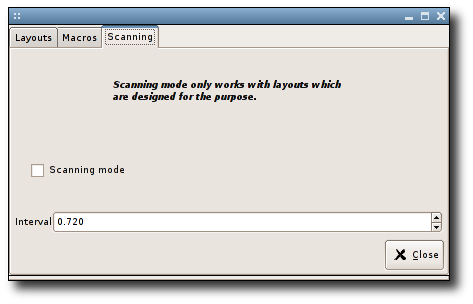 Layouts Macros Scanning
Scanning mode only works with layouts which
are designed for the purpose.
Scanning mode
Interval 0.720
Close